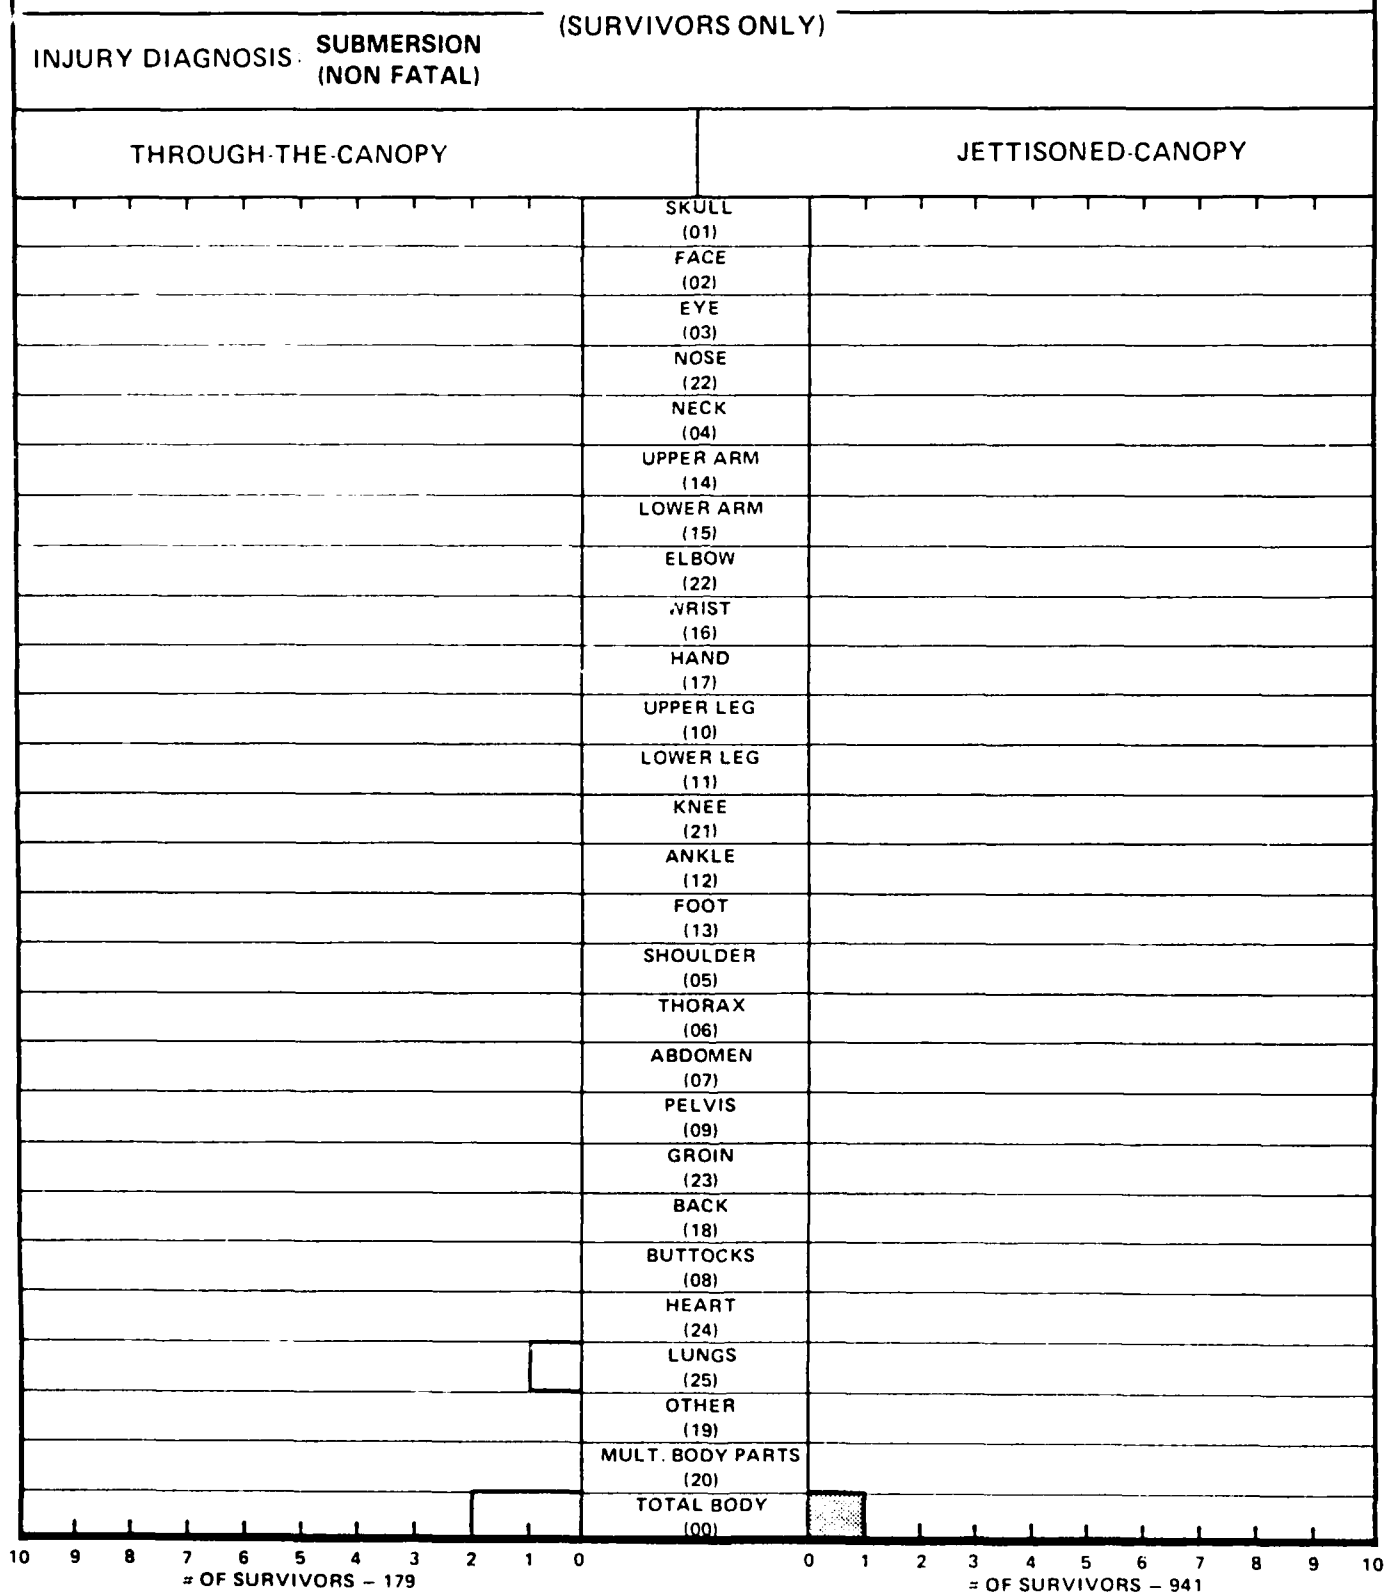 (SURVIVORS ONLY)
INJURY DIAGNOSIS: SUBMERSION
(NON FATAL)
THROUGH-THE-CANOPY
JETTISONED-CANOPY
SKULL
(01)
FACE
(02)
EYE
(03)
NOSE
(22)
NECK
(04)
UPPER ARM
(14)
LOWER ARM
(15)
ELBOW
(22)
WRIST
(16)
HAND
(17)
UPPER LEG
(10)
LOWER LEG
(11)
KNEE
(21)
ANKLE
(12)
FOOT
(13)
SHOULDER
(05)
THORAX
(06)
ABDOMEN
(07)
PELVIS
(09)
GROIN
(23)
BACK
(18)
BUTTOCKS
(08)
HEART
(24)
LUNGS
(25)
OTHER
(19)
MULT. BODY PARTS
(20)
TOTAL BODY
(00)
10 9 8 7 6 5 4 3 2 1 0 0 1 2 3 4 5 6 7 8 9 10
# OF SURVIVORS – 179
# OF SURVIVORS – 941